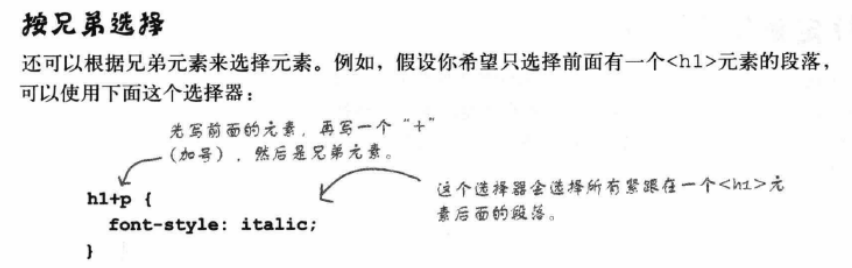 按兄弟选择
还可以根据兄弟元素来选择元素。例如，假设你希望只选择前面有一个<h1>元素的段落，
可以使用下面这个选择器：
先写前面的元素，再写一个“+”
（加号），然后是兄弟元素。
这个选择器会选择所有紧跟在一个<h1>元
素后面的段落。
h1+p {
font-style: italic;
}